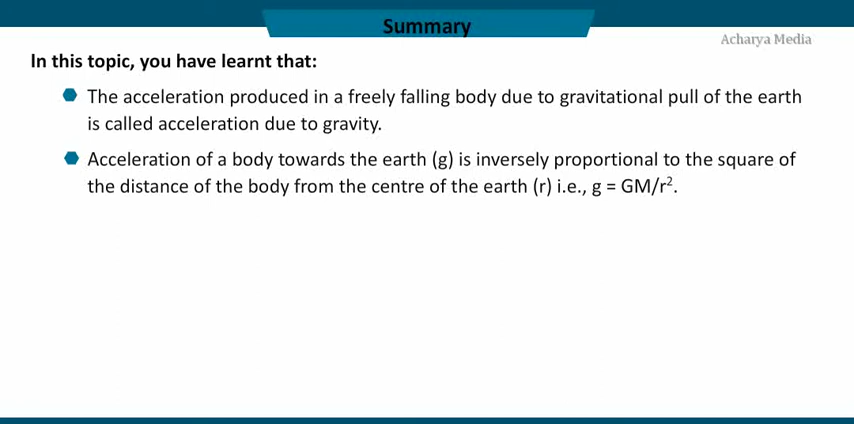 Summary
Acharya Media
In this topic, you have learnt that:
The acceleration produced in a freely falling body due to gravitational pull of the earth
is called acceleration due to gravity.
Acceleration of a body towards the earth (g) is inversely proportional to the square of
the distance of the body from the centre of the earth (r) i.e., g = GM/r².